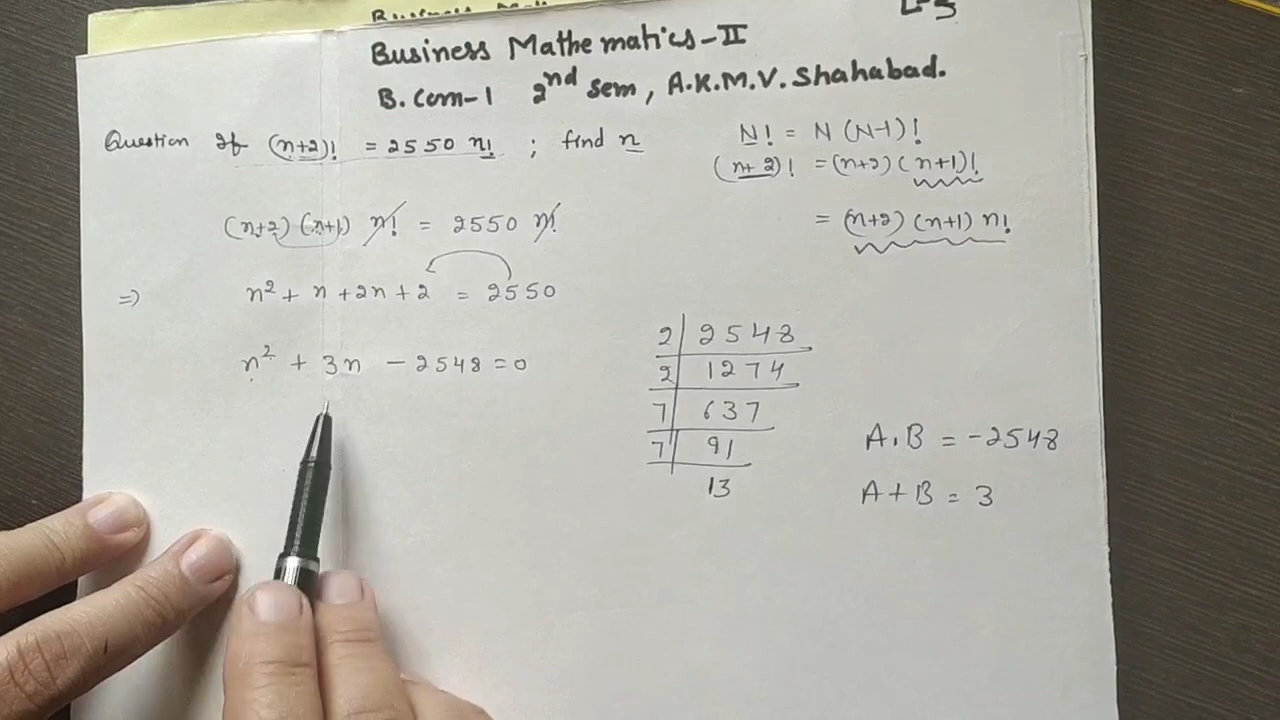 L-5
Business Mathematics-II
B.Com-1 2nd sem, A.K.M.V. Shahabad.
Question If (n+2)! = 2550 n! ; find n
N! = N (N-1)!
(n+2)! = (n+2) (n+1)!
= (n+2) (n+1) n!
(n+2) (n+1) n! = 2550 n!
=) n² + n + 2n + 2 = 2550
n² + 3n - 2548 = 0
2 | 2548
2 | 1274
7 | 637
7 | 91
13
A.B = -2548
A+B = 3